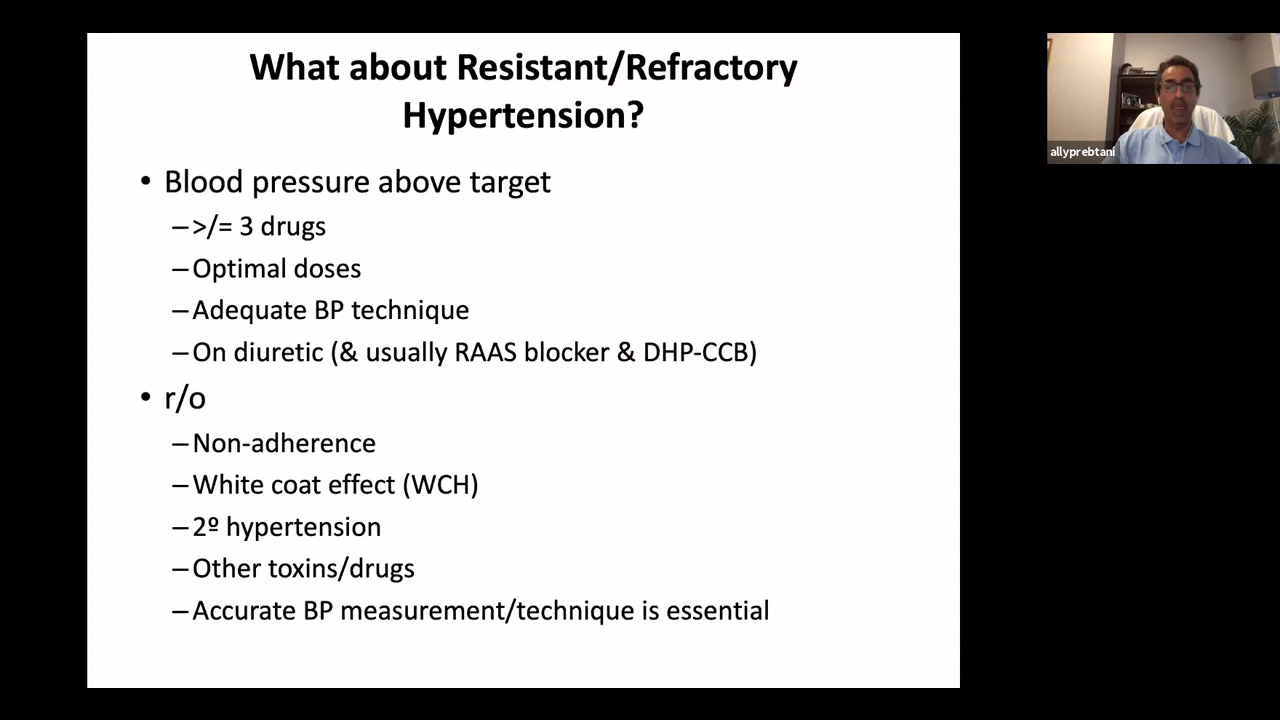 What about Resistant/Refractory
Hypertension?
• Blood pressure above target
–>/= 3 drugs
–Optimal doses
–Adequate BP technique
–On diuretic (& usually RAAS blocker & DHP-CCB)
• r/o
–Non-adherence
–White coat effect (WCH)
–2º hypertension
–Other toxins/drugs
–Accurate BP measurement/technique is essential
allyprebtani